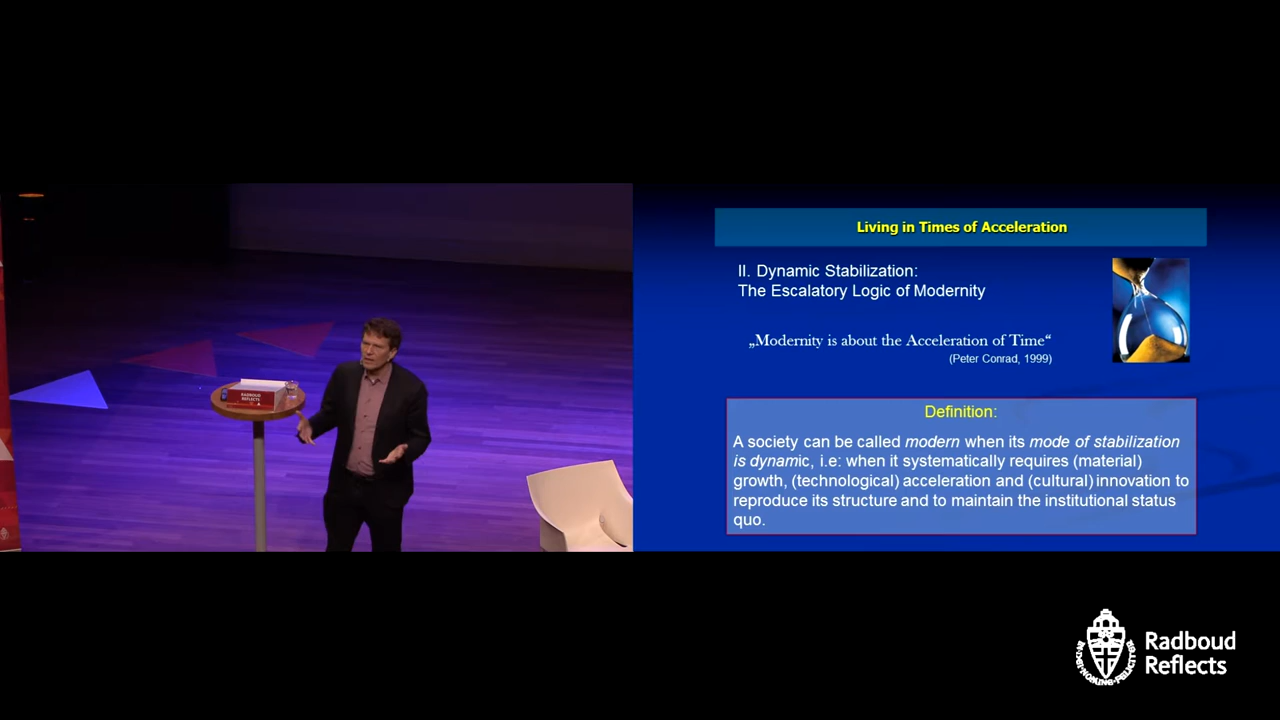 RADBOUD
REFLECTS
Living in Times of Acceleration
II. Dynamic Stabilization:
The Escalatory Logic of Modernity
„Modernity is about the Acceleration of Time“
(Peter Conrad, 1999)
Definition:
A society can be called modern when its mode of stabilization
is dynamic, i.e: when it systematically requires (material)
growth, (technological) acceleration and (cultural) innovation to
reproduce its structure and to maintain the institutional status
quo.
Radboud
Reflects